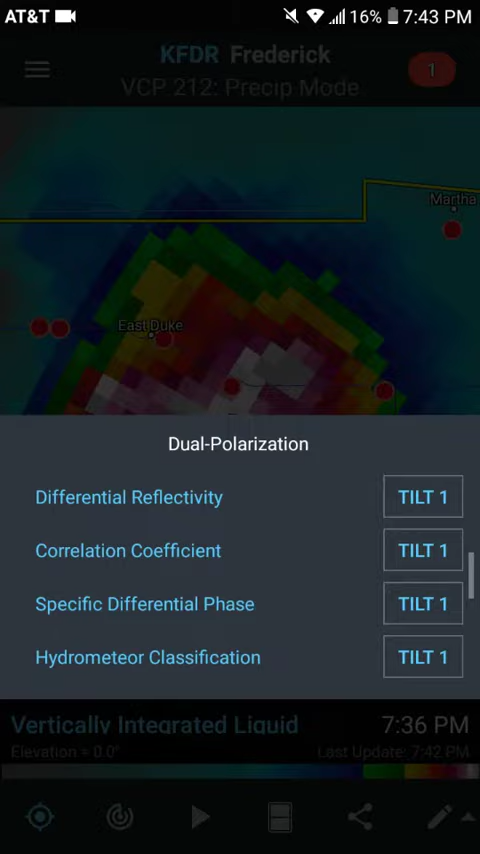 AT&T 16% 7:43 PM
KFDR Frederick
VCP 212: Precip Mode
1
Martha
East Duke
Dual-Polarization
Differential Reflectivity TILT 1
Correlation Coefficient TILT 1
Specific Differential Phase TILT 1
Hydrometeor Classification TILT 1
Vertically Integrated Liquid 7:36 PM
Elevation = 0.0° Last Update: 7:42 PM